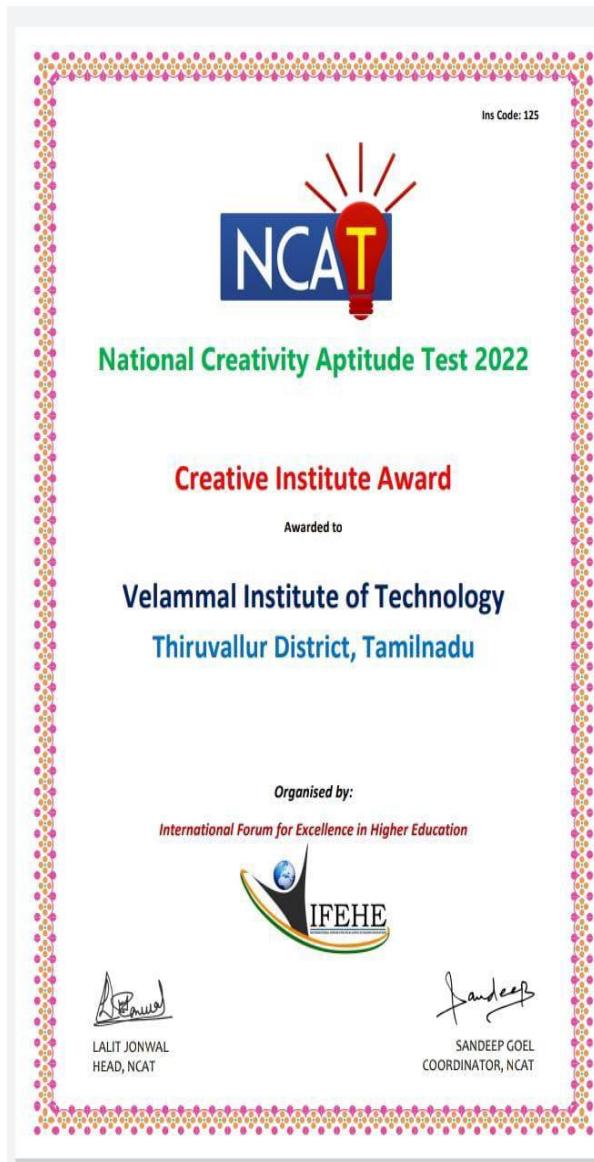 Ins Code: 125
NCAT
National Creativity Aptitude Test 2022
Creative Institute Award
Awarded to
Velammal Institute of Technology
Thiruvallur District, Tamilnadu
Organised by:
International Forum for Excellence in Higher Education
IFEHE
Sandeep
LALIT JONWAL
SANDEEP GOEL
HEAD, NCAT
COORDINATOR, NCAT